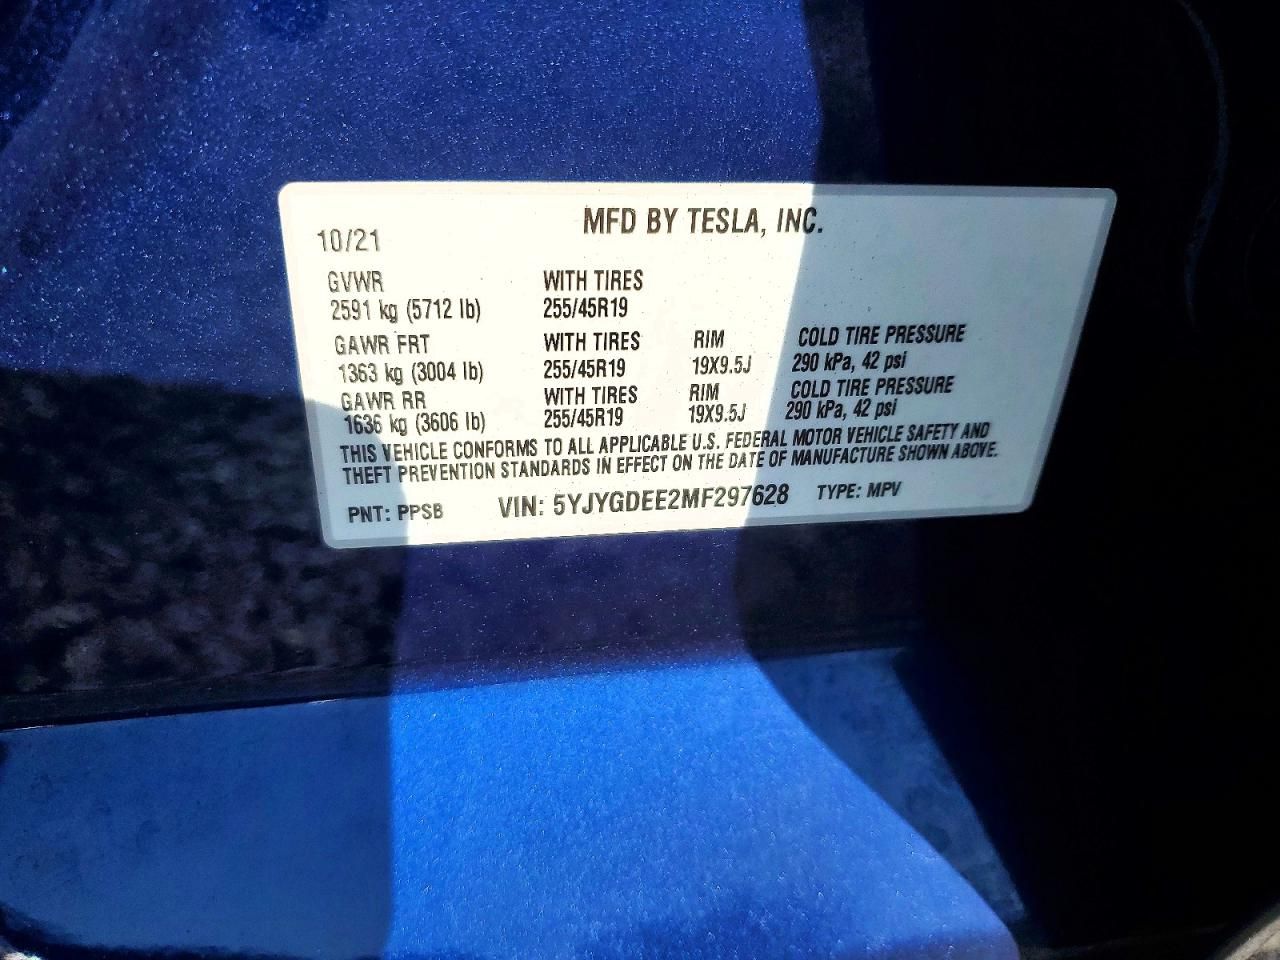 MFD BY TESLA, INC.
10/21
GVWR WITH TIRES
2591 kg (5712 lb) 255/45R19
GAWR FRT WITH TIRES RIM COLD TIRE PRESSURE
1363 kg (3004 lb) 255/45R19 19X9.5J 290 kPa, 42 psi
GAWR RR WITH TIRES RIM COLD TIRE PRESSURE
1636 kg (3606 lb) 255/45R19 19X9.5J 290 kPa, 42 psi
THIS VEHICLE CONFORMS TO ALL APPLICABLE U.S. FEDERAL MOTOR VEHICLE SAFETY AND
THEFT PREVENTION STANDARDS IN EFFECT ON THE DATE OF MANUFACTURE SHOWN ABOVE.
PNT: PPSB VIN: 5YJYGDEE2MF297628 TYPE: MPV